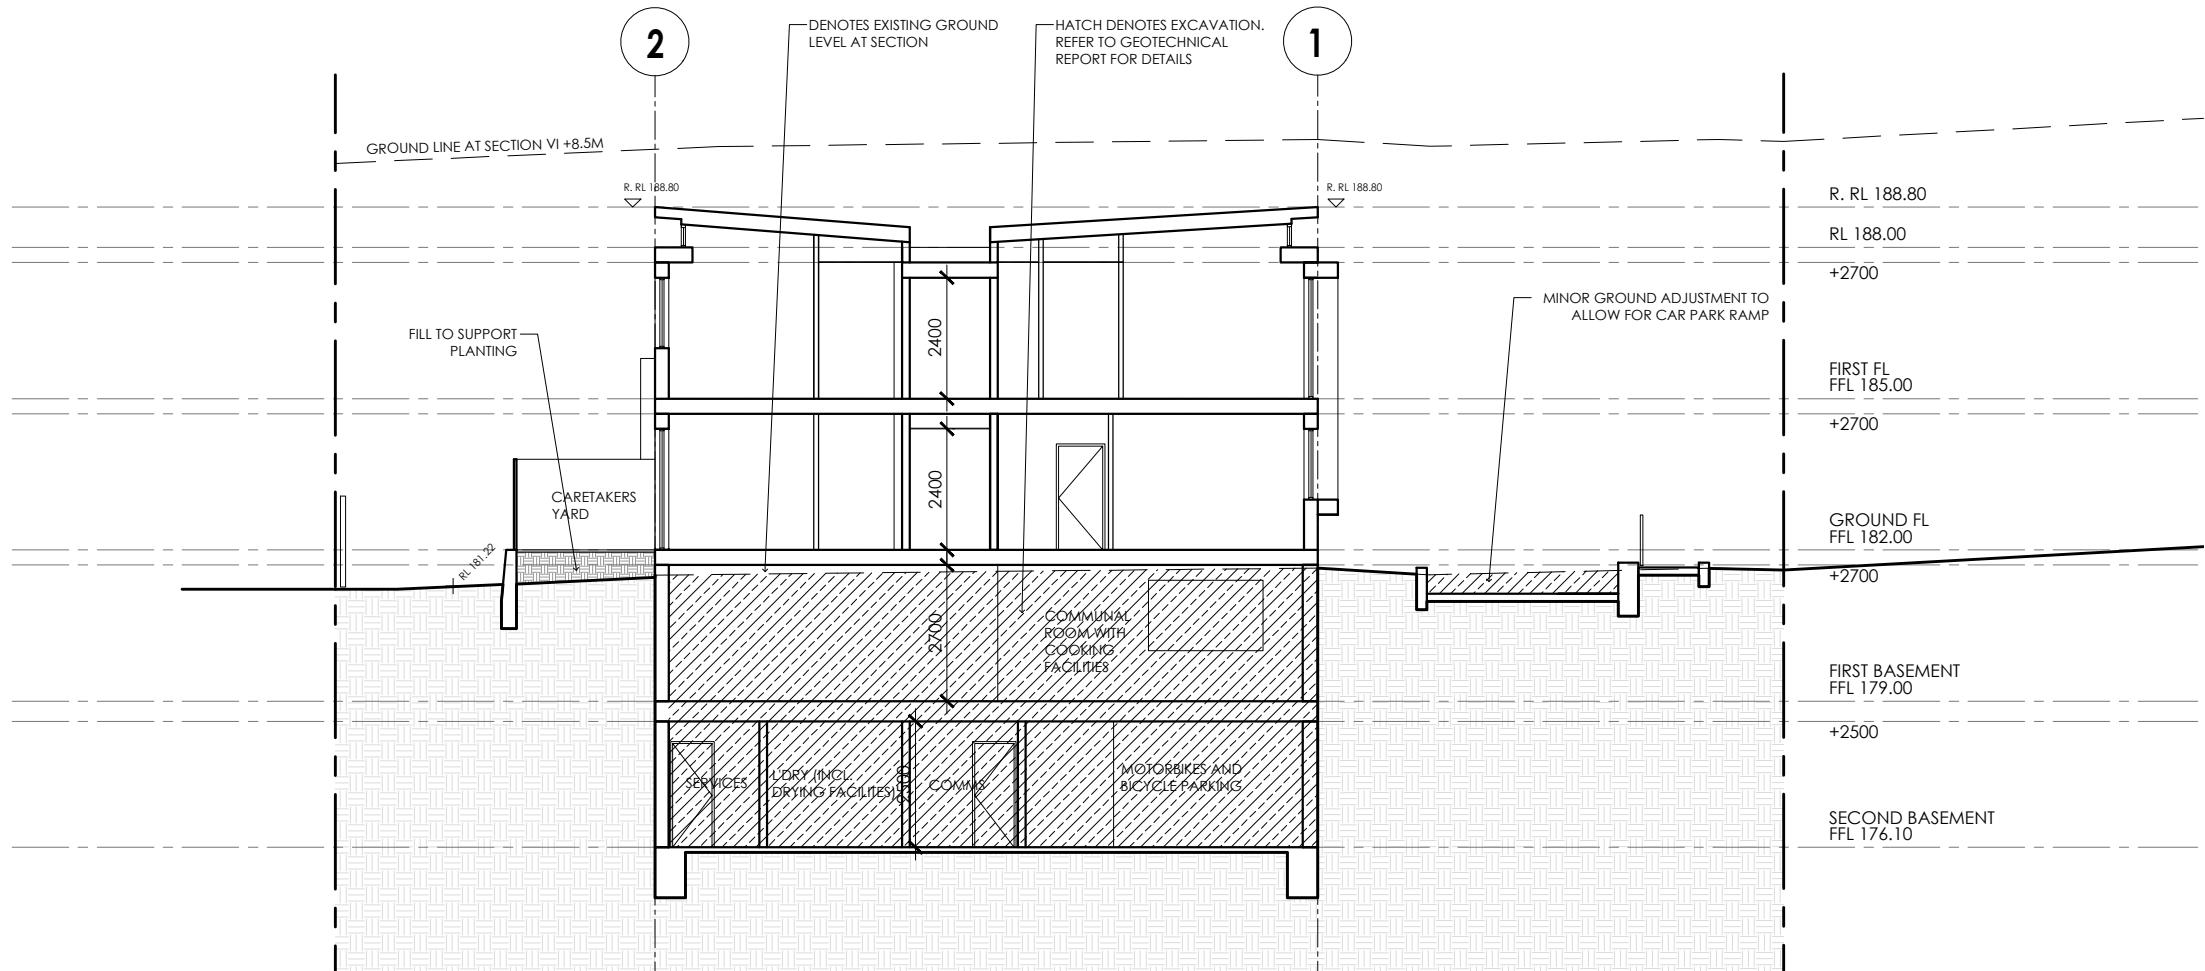 2
DENOTES EXISTING GROUND
LEVEL AT SECTION
HATCH DENOTES EXCAVATION.
REFER TO GEOTECHNICAL
REPORT FOR DETAILS
1
GROUND LINE AT SECTION VI +8.5M
R. RL 188.80
R. RL 188.80
R. RL 188.80
RL 188.00
+2700
MINOR GROUND ADJUSTMENT TO
ALLOW FOR CAR PARK RAMP
FILL TO SUPPORT
PLANTING
2400
FIRST FL
FFL 185.00
+2700
2400
CARETAKERS
YARD
GROUND FL
FFL 182.00
+2700
RL 181.22
2700
COMMUNAL
ROOM WITH
COOKING
FACILITIES
FIRST BASEMENT
FFL 179.00
+2500
SERVICES
L'DRY (INCL.
DRYING FACILITES)
2500
COMMS
MOTORBIKES AND
BICYCLE PARKING
SECOND BASEMENT
FFL 176.10